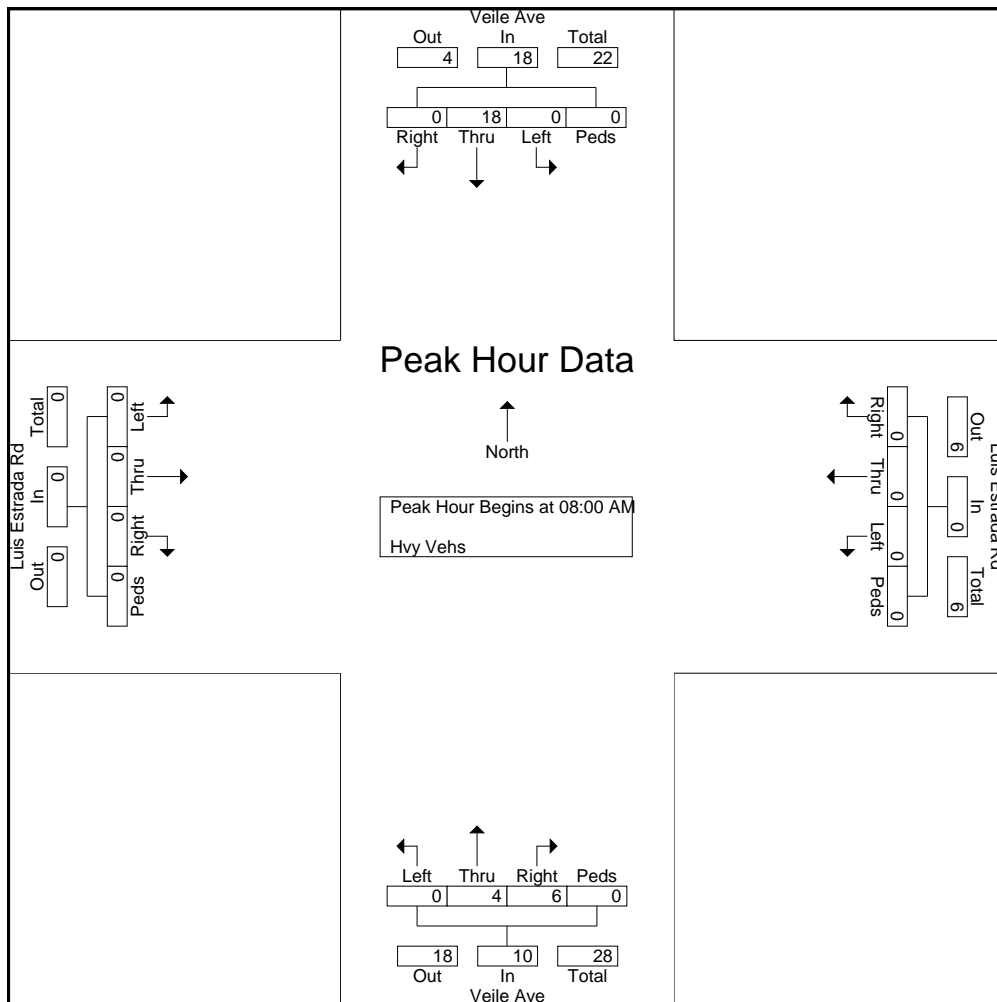 Veile Ave
Out In Total
4 18 22
0 18 0 0
Right Thru Left Peds
Peak Hour Data
North
Peak Hour Begins at 08:00 AM
Hvy Vehs
Luis Estrada Rd
Out In Total
0 0 0
Left Thru Right Peds
0 0 0 0
Luis Estrada Rd
Out In Total
6 0 6
Right Thru Left Peds
0 0 0 0
Left Thru Right Peds
0 4 6 0
18 10 28
Out In Total
Veile Ave